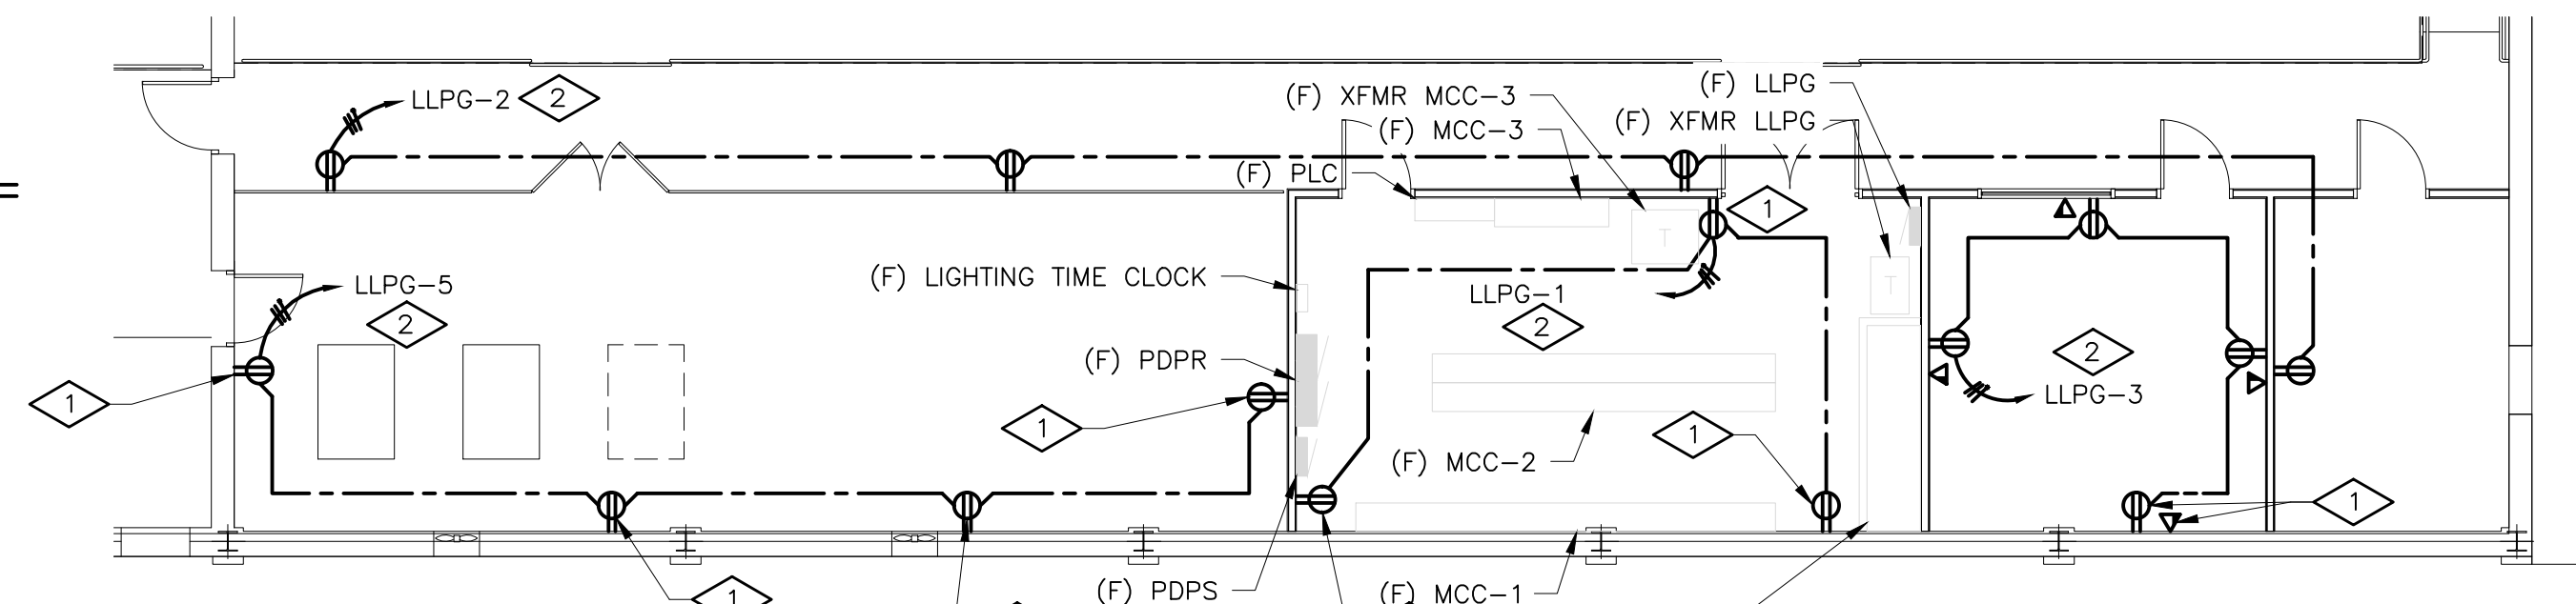 (F) LLPG
LLPG-2
2
(F) XFMR MCC-3
(F) MCC-3
(F) XFMR LLPG
(F) PLC
1
T
(F) LIGHTING TIME CLOCK
LLPG-5
T
LLPG-1
2
2
2
(F) PDPR
LLPG-3
1
1
1
(F) MCC-2
1
(F) PDPS
(F) MCC-1
1